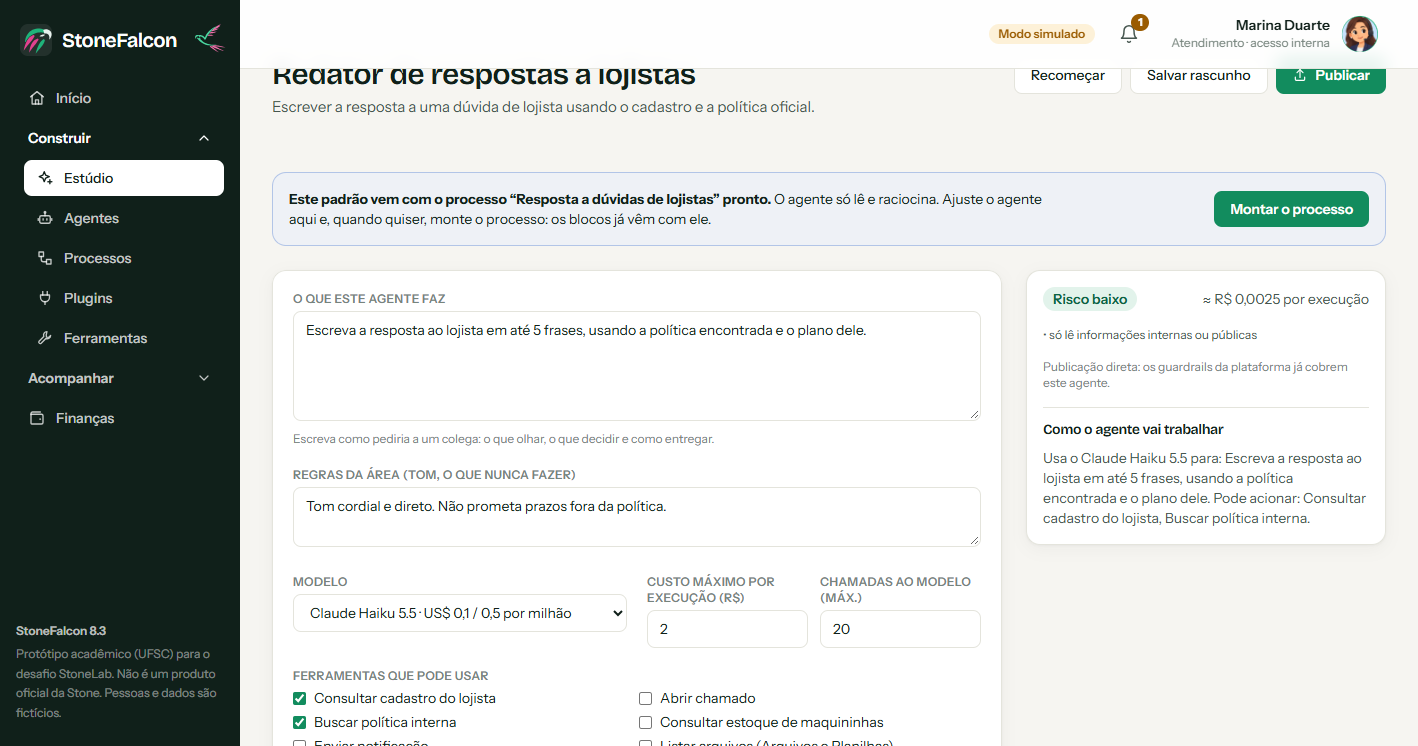 StoneFalcon
Início
Construir
Estúdio
Agentes
Processos
Plugins
Ferramentas
Acompanhar
Finanças
StoneFalcon 8.3
Protótipo acadêmico (UFSC) para o
desafio StoneLab. Não é um produto
oficial da Stone. Pessoas e dados são
fictícios.
Modo simulado
1
Marina Duarte
Atendimento · acesso interna
Redator de respostas a lojistas
Escrever a resposta a uma dúvida de lojista usando o cadastro e a política oficial.
Recomeçar
Salvar rascunho
Publicar
Este padrão vem com o processo “Resposta a dúvidas de lojistas” pronto. O agente só lê e raciocina. Ajuste o agente
aqui e, quando quiser, monte o processo: os blocos já vêm com ele.
Montar o processo
O QUE ESTE AGENTE FAZ
Escreva a resposta ao lojista em até 5 frases, usando a política encontrada e o plano dele.
Escreva como pediria a um colega: o que olhar, o que decidir e como entregar.
REGRAS DA ÁREA (TOM, O QUE NUNCA FAZER)
Tom cordial e direto. Não prometa prazos fora da política.
MODELO
Claude Haiku 5.5 · US$ 0,1 / 0,5 por milhão
CUSTO MÁXIMO POR
EXECUÇÃO (R$)
2
CHAMADAS AO MODELO
(MÁX.)
20
FERRAMENTAS QUE PODE USAR
Consultar cadastro do lojista
Abrir chamado
Buscar política interna
Consultar estoque de maquininhas
Enviar notificação
Listar arquivos (Arquivos e Planilhas)
Risco baixo
≈ R$ 0,0025 por execução
• só lê informações internas ou públicas
Publicação direta: os guardrails da plataforma já cobrem
este agente.
Como o agente vai trabalhar
Usa o Claude Haiku 5.5 para: Escreva a resposta ao
lojista em até 5 frases, usando a política
encontrada e o plano dele. Pode acionar: Consultar
cadastro do lojista, Buscar política interna.